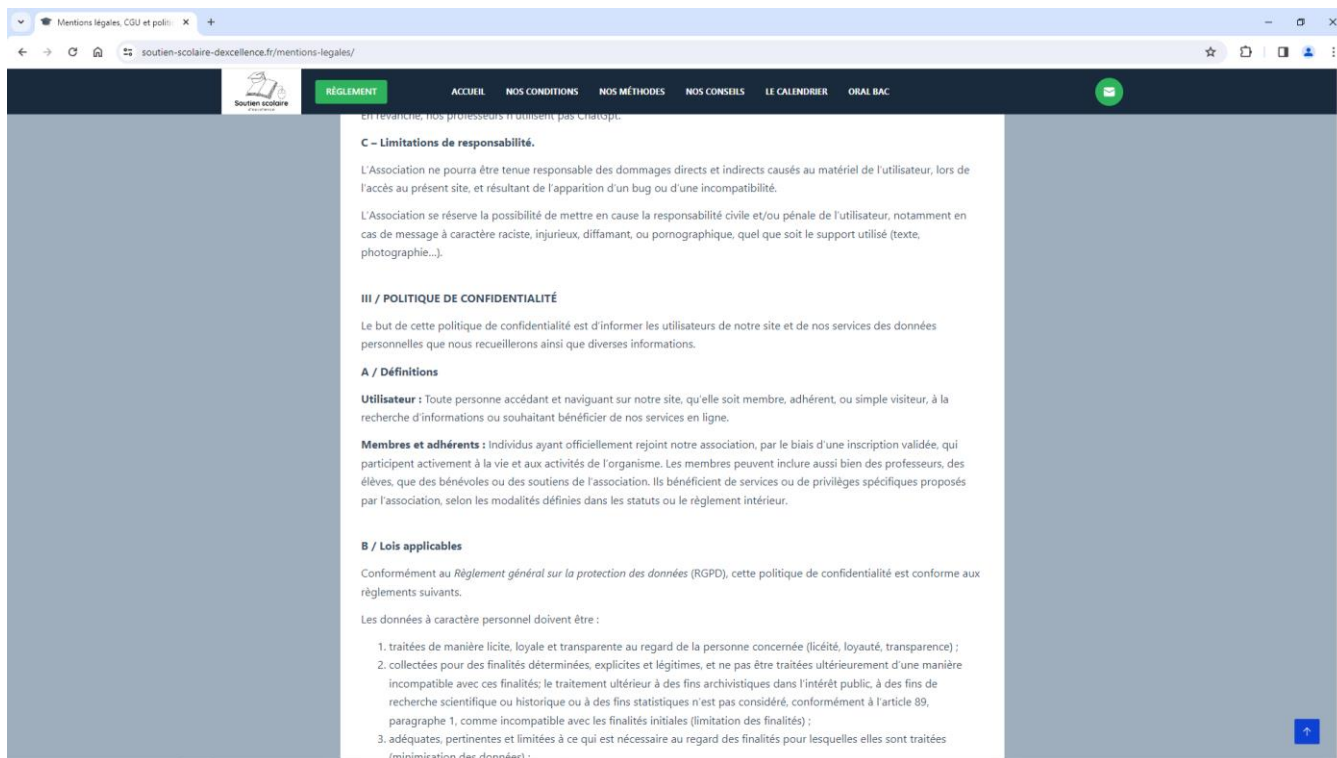 Mentions légales, CGU et politi
soutien-scolaire-dexcellence.fr/mentions-legales/
Soutien scolaire
RÈGLEMENT
ACCUEIL NOS CONDITIONS NOS MÉTHODES NOS CONSEILS LE CALENDRIER ORAL BAC
En revanche, nos professeurs n'utilisent pas ChatGpt.
C – Limitations de responsabilité.
L'Association ne pourra être tenue responsable des dommages directs et indirects causés au matériel de l'utilisateur, lors de
l'accès au présent site, et résultant de l'apparition d'un bug ou d'une incompatibilité.
L'Association se réserve la possibilité de mettre en cause la responsabilité civile et/ou pénale de l'utilisateur, notamment en
cas de message à caractère raciste, injurieux, diffamant, ou pornographique, quel que soit le support utilisé (texte,
photographie…).
III / POLITIQUE DE CONFIDENTIALITÉ
Le but de cette politique de confidentialité est d'informer les utilisateurs de notre site et de nos services des données
personnelles que nous recueillerons ainsi que diverses informations.
A / Définitions
Utilisateur : Toute personne accédant et naviguant sur notre site, qu'elle soit membre, adhérent, ou simple visiteur, à la
recherche d'informations ou souhaitant bénéficier de nos services en ligne.
Membres et adhérents : Individus ayant officiellement rejoint notre association, par le biais d'une inscription validée, qui
participent activement à la vie et aux activités de l'organisme. Les membres peuvent inclure aussi bien des professeurs, des
élèves, que des bénévoles ou des soutiens de l'association. Ils bénéficient de services ou de privilèges spécifiques proposés
par l'association, selon les modalités définies dans les statuts ou le règlement intérieur.
B / Lois applicables
Conformément au Règlement général sur la protection des données (RGPD), cette politique de confidentialité est conforme aux
règlements suivants.
Les données à caractère personnel doivent être :
1. traitées de manière licite, loyale et transparente au regard de la personne concernée (licéité, loyauté, transparence) ;
2. collectées pour des finalités déterminées, explicites et légitimes, et ne pas être traitées ultérieurement d'une manière
incompatible avec ces finalités; le traitement ultérieur à des fins archivistiques dans l'intérêt public, à des fins de
recherche scientifique ou historique ou à des fins statistiques n'est pas considéré, conformément à l'article 89,
paragraphe 1, comme incompatible avec les finalités initiales (limitation des finalités) ;
3. adéquates, pertinentes et limitées à ce qui est nécessaire au regard des finalités pour lesquelles elles sont traitées
(minimisation des données) ;